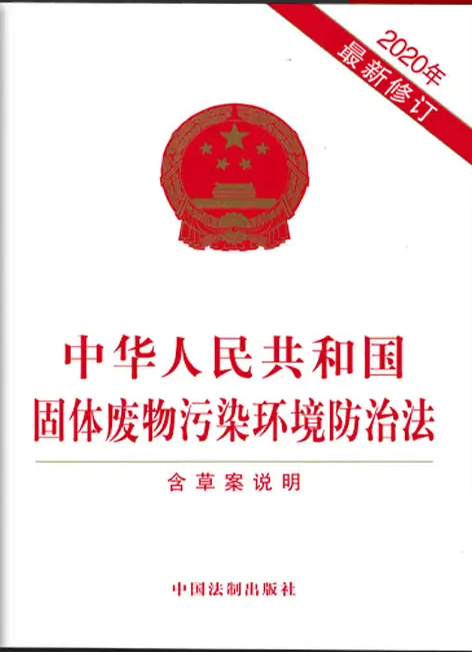 2020年
最新修订
中华人民共和国
固体废物污染环境防治法
含草案说明
中国法制出版社